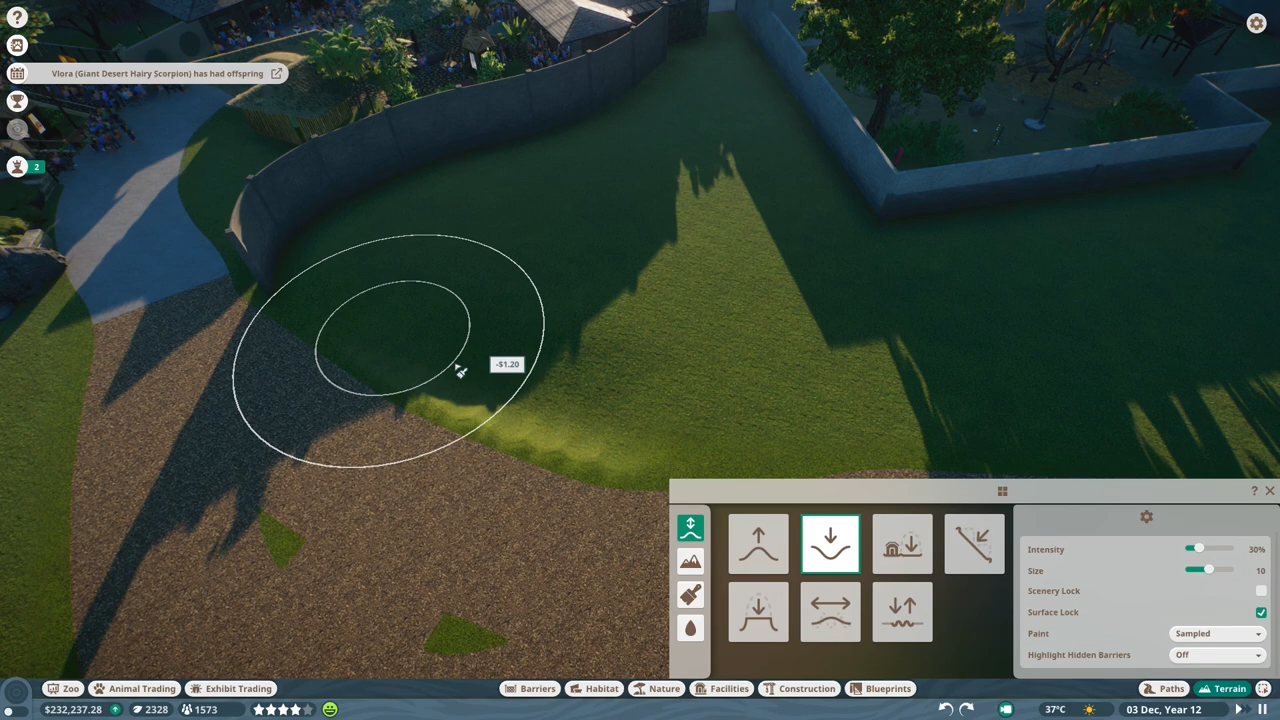 ?
Vlora (Giant Desert Hairy Scorpion) has had offspring
2
-$1.20
? ×
Intensity 30%
Size 10
Scenery Lock
Surface Lock
Paint Sampled
Highlight Hidden Barriers Off
Zoo Animal Trading Exhibit Trading Barriers Habitat Nature Facilities Construction Blueprints Paths Terrain
$232,237.28 2328 1573 37°C 03 Dec, Year 12